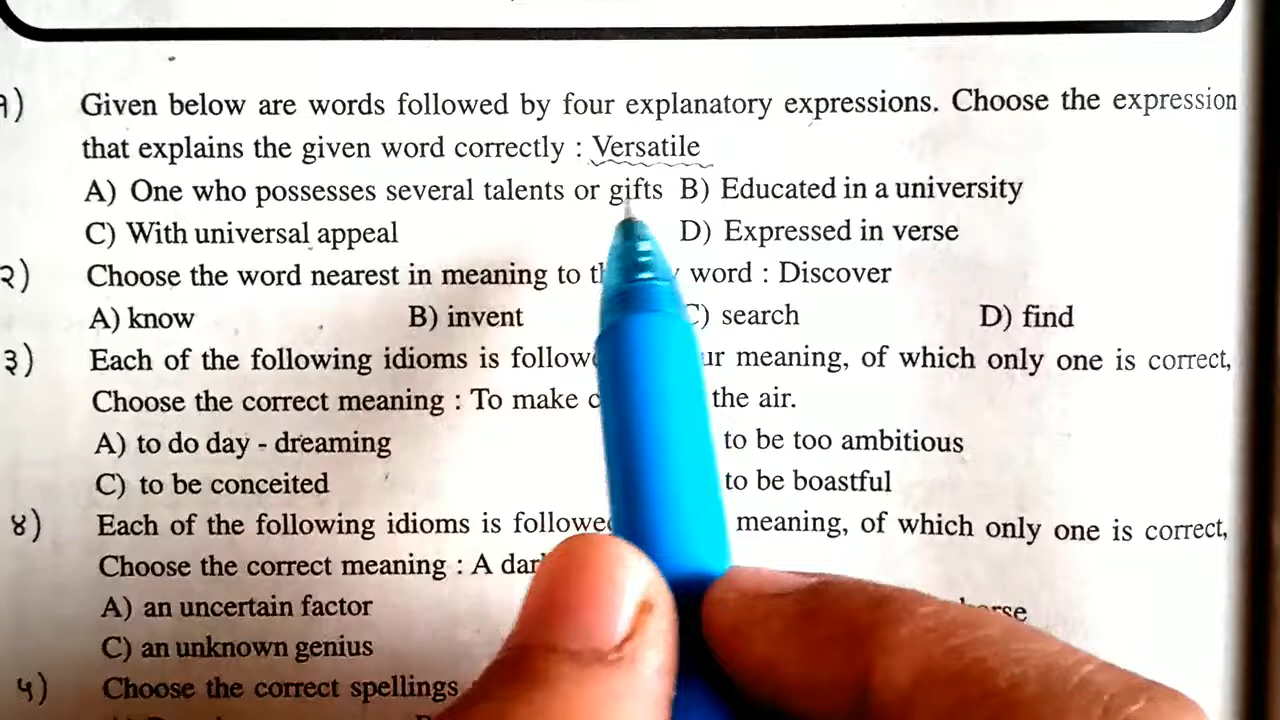 १) Given below are words followed by four explanatory expressions. Choose the expression
that explains the given word correctly : Versatile
A) One who possesses several talents or gifts B) Educated in a university
C) With universal appeal D) Expressed in verse
२) Choose the word nearest in meaning to word : Discover
A) know B) invent C) search D) find
३) Each of the following idioms is meaning, of which only one is correct,
Choose the correct meaning : To make the air.
A) to do day - dreaming to be too ambitious
C) to be conceited to be boastful
४) Each of the following idioms is meaning, of which only one is correct,
Choose the correct meaning : A
A) an uncertain factor
C) an unknown genius
५) Choose the correct spellings